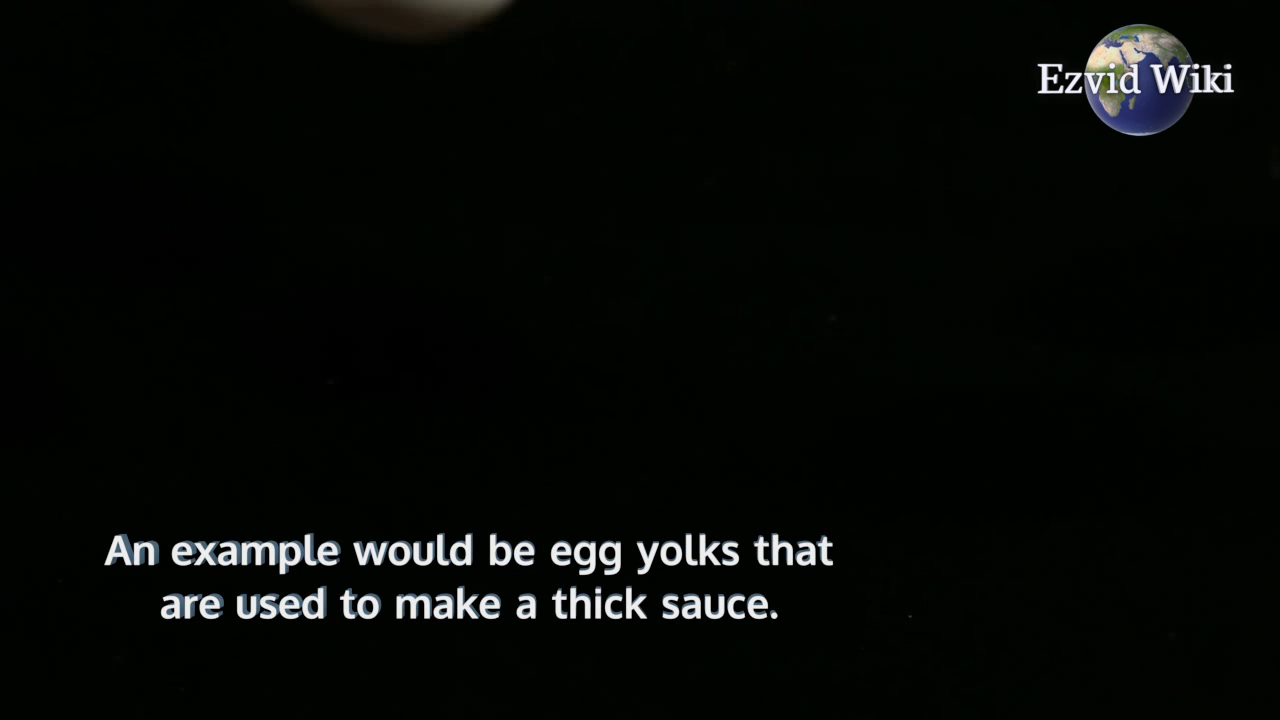 Ezvid Wiki
An example would be egg yolks that
are used to make a thick sauce.